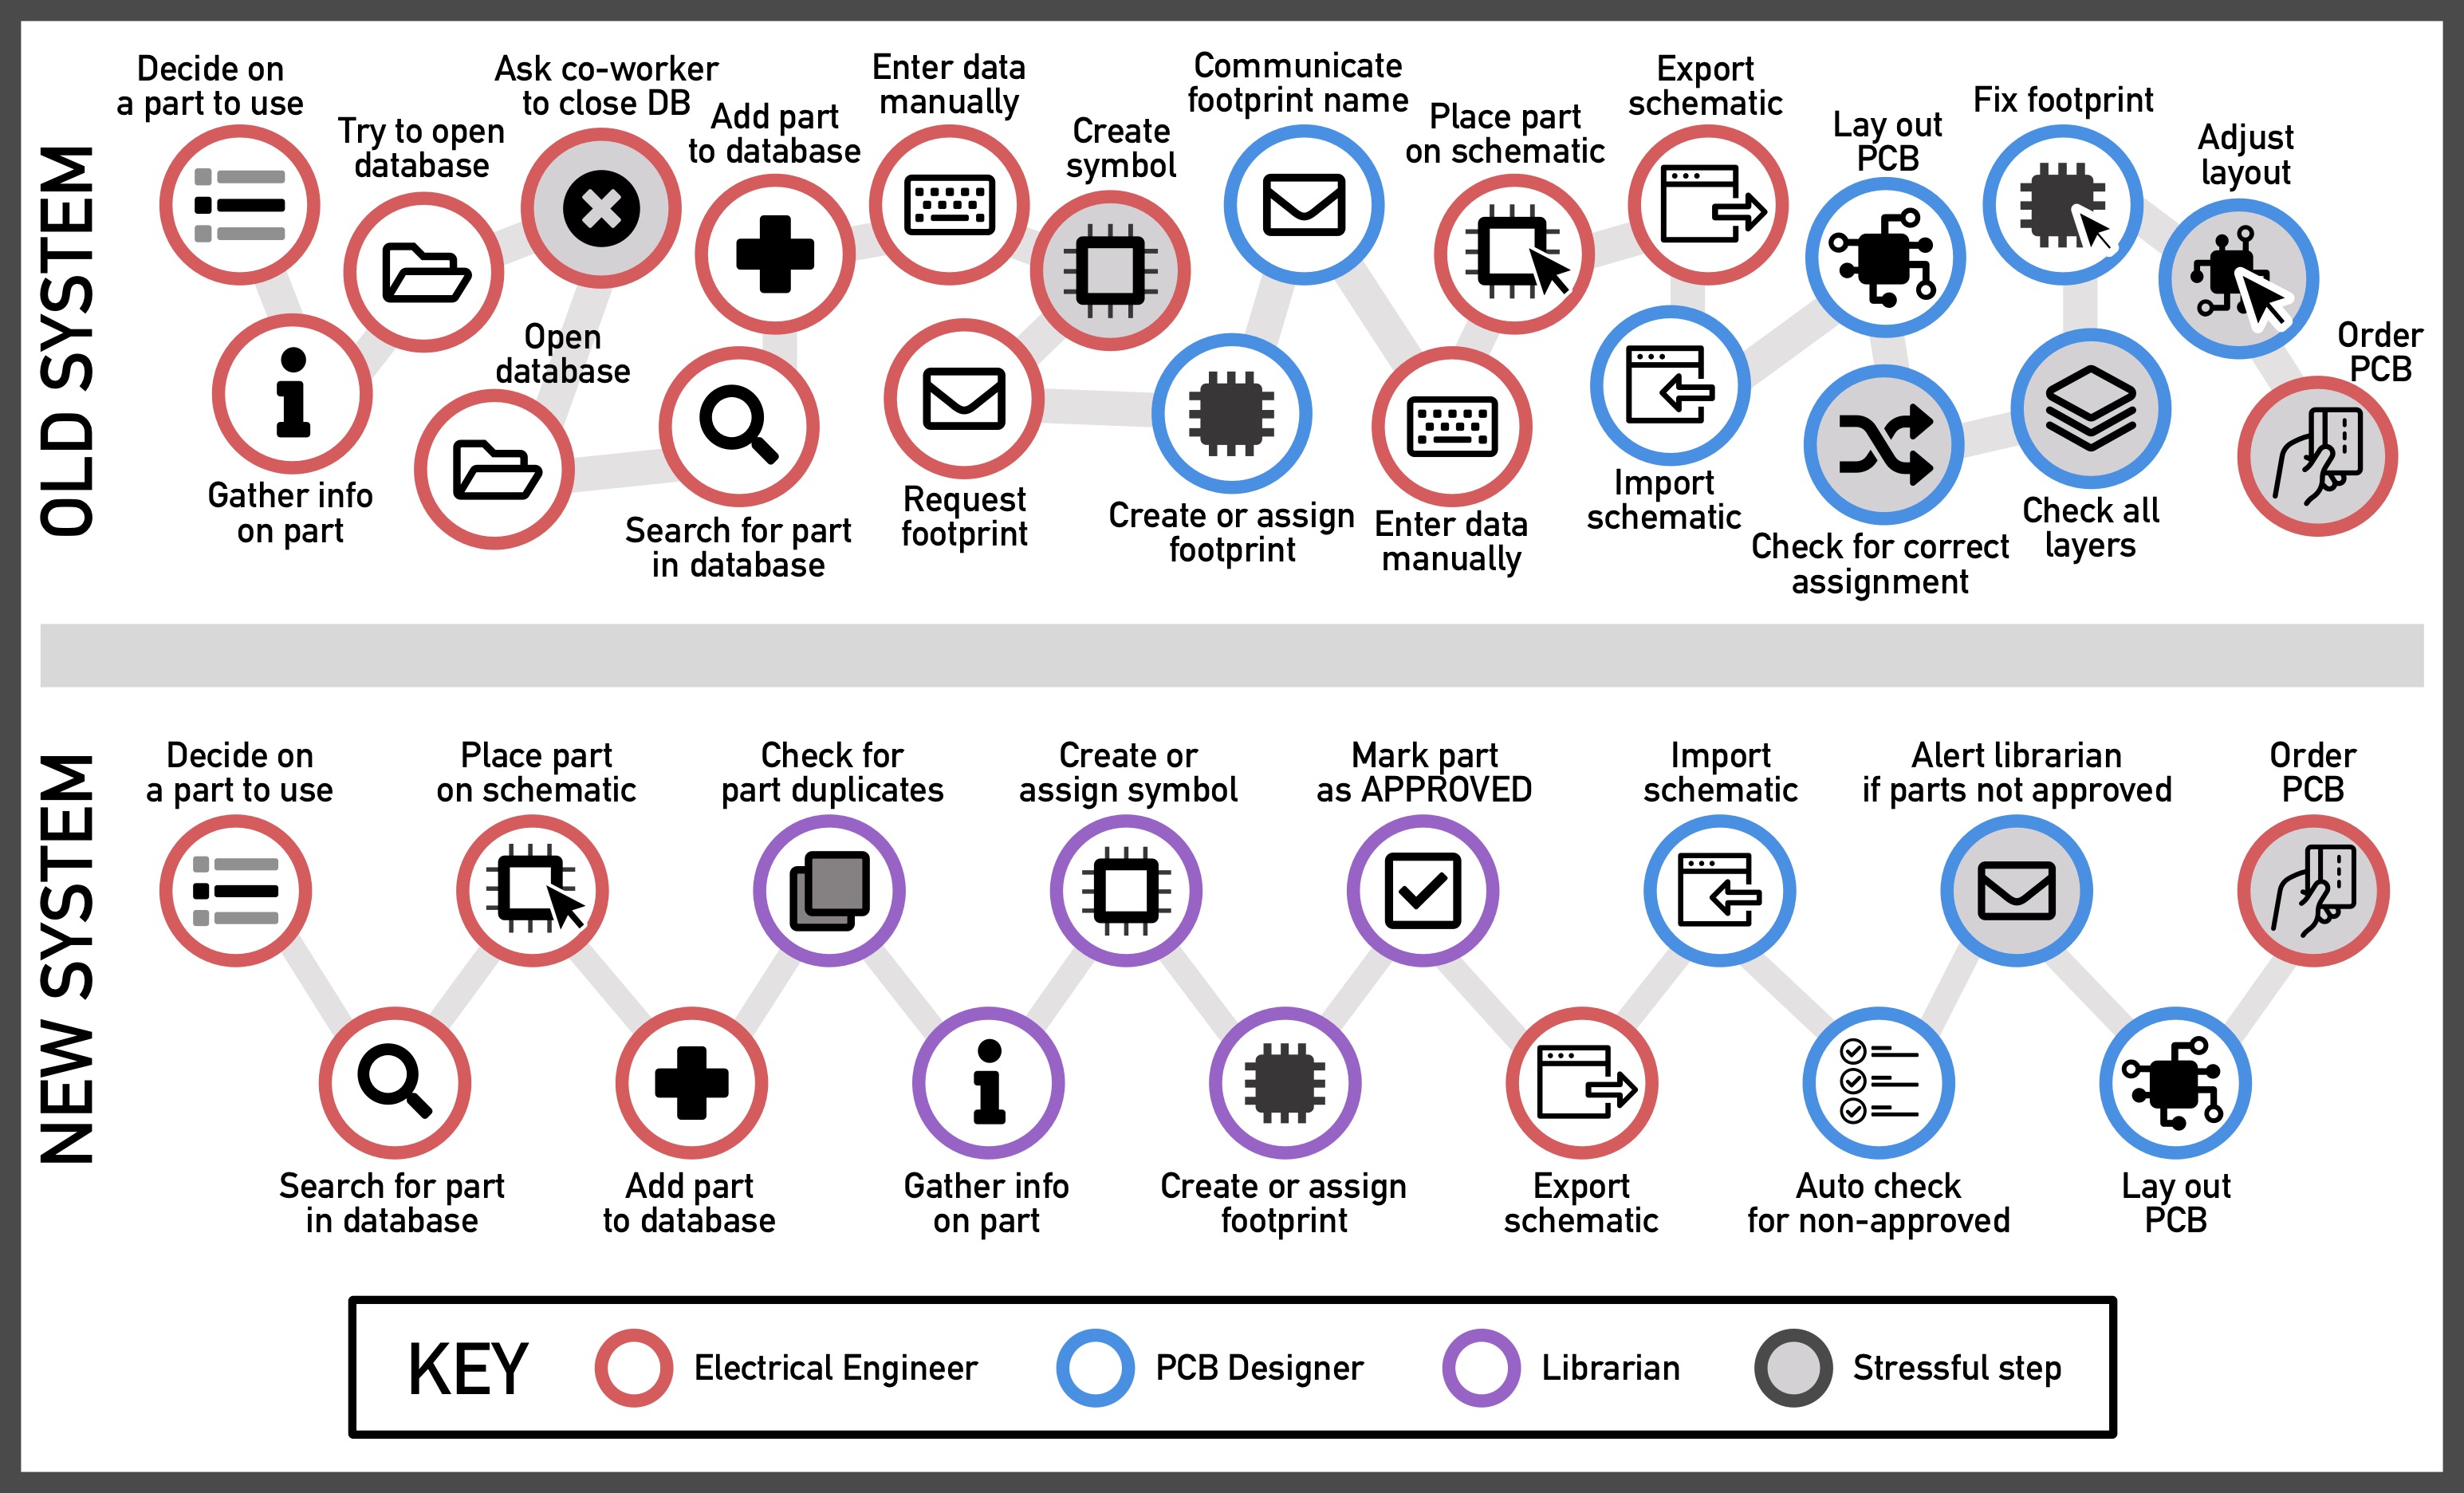 OLD SYSTEM
Decide on
a part to use
Gather info
on part
Try to open
database
Ask co-worker
to close DB
Open
database
Search for part
in database
Add part
to database
Enter data
manually
Create
symbol
Request
footprint
Create or assign
footprint
Communicate
footprint name
Enter data
manually
Place part
on schematic
Export
schematic
Import
schematic
Lay out
PCB
Check for correct
assignment
Check all
layers
Fix footprint
Adjust
layout
Order
PCB
NEW SYSTEM
Decide on
a part to use
Search for part
in database
Place part
on schematic
Add part
to database
Check for
part duplicates
Gather info
on part
Create or
assign symbol
Create or assign
footprint
Mark part
as APPROVED
Export
schematic
Import
schematic
Auto check
for non-approved
Alert librarian
if parts not approved
Lay out
PCB
Order
PCB
KEY
Electrical Engineer
PCB Designer
Librarian
Stressful step